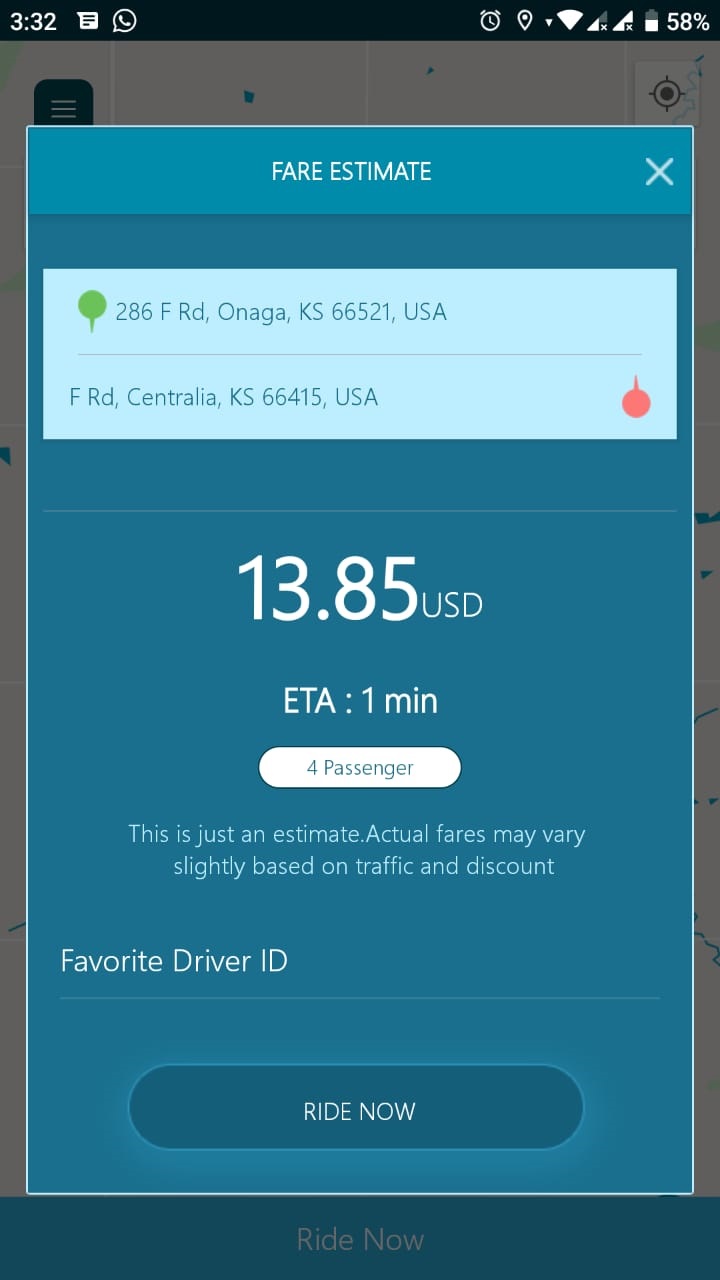 3:32
58%
FARE ESTIMATE
286 F Rd, Onaga, KS 66521, USA
F Rd, Centralia, KS 66415, USA
13.85USD
ETA : 1 min
4 Passenger
This is just an estimate.Actual fares may vary
slightly based on traffic and discount
Favorite Driver ID
RIDE NOW
Ride Now